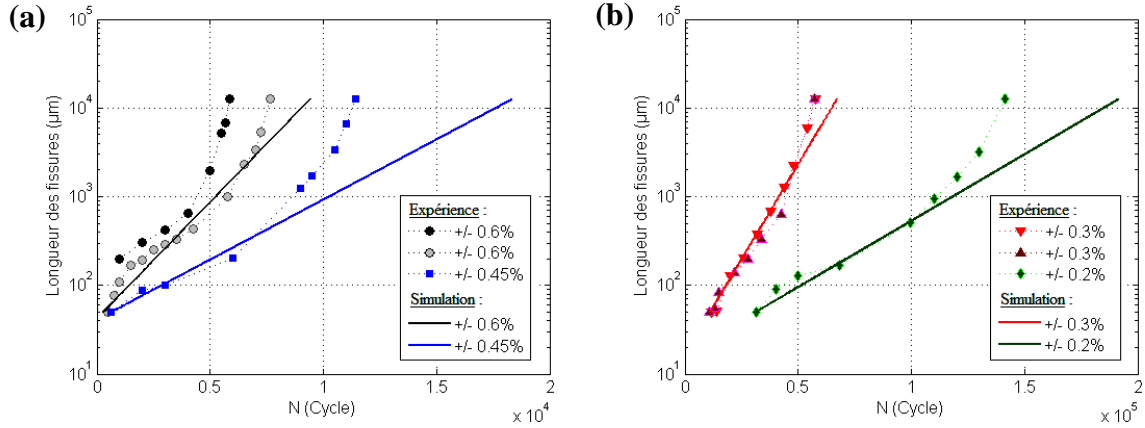 (a)
Longueur des fissures (µm)
10^5
10^4
10^3
10^2
10^1
0
0.5
1
1.5
2
x 10^4
N (Cycle)
Expérience :
+/- 0.6%
+/- 0.6%
+/- 0.45%
Simulation :
+/- 0.6%
+/- 0.45%
(b)
Longueur des fissures (µm)
10^5
10^4
10^3
10^2
10^1
0
0.5
1
1.5
2
x 10^5
N (Cycle)
Expérience :
+/- 0.3%
+/- 0.3%
+/- 0.2%
Simulation :
+/- 0.3%
+/- 0.2%